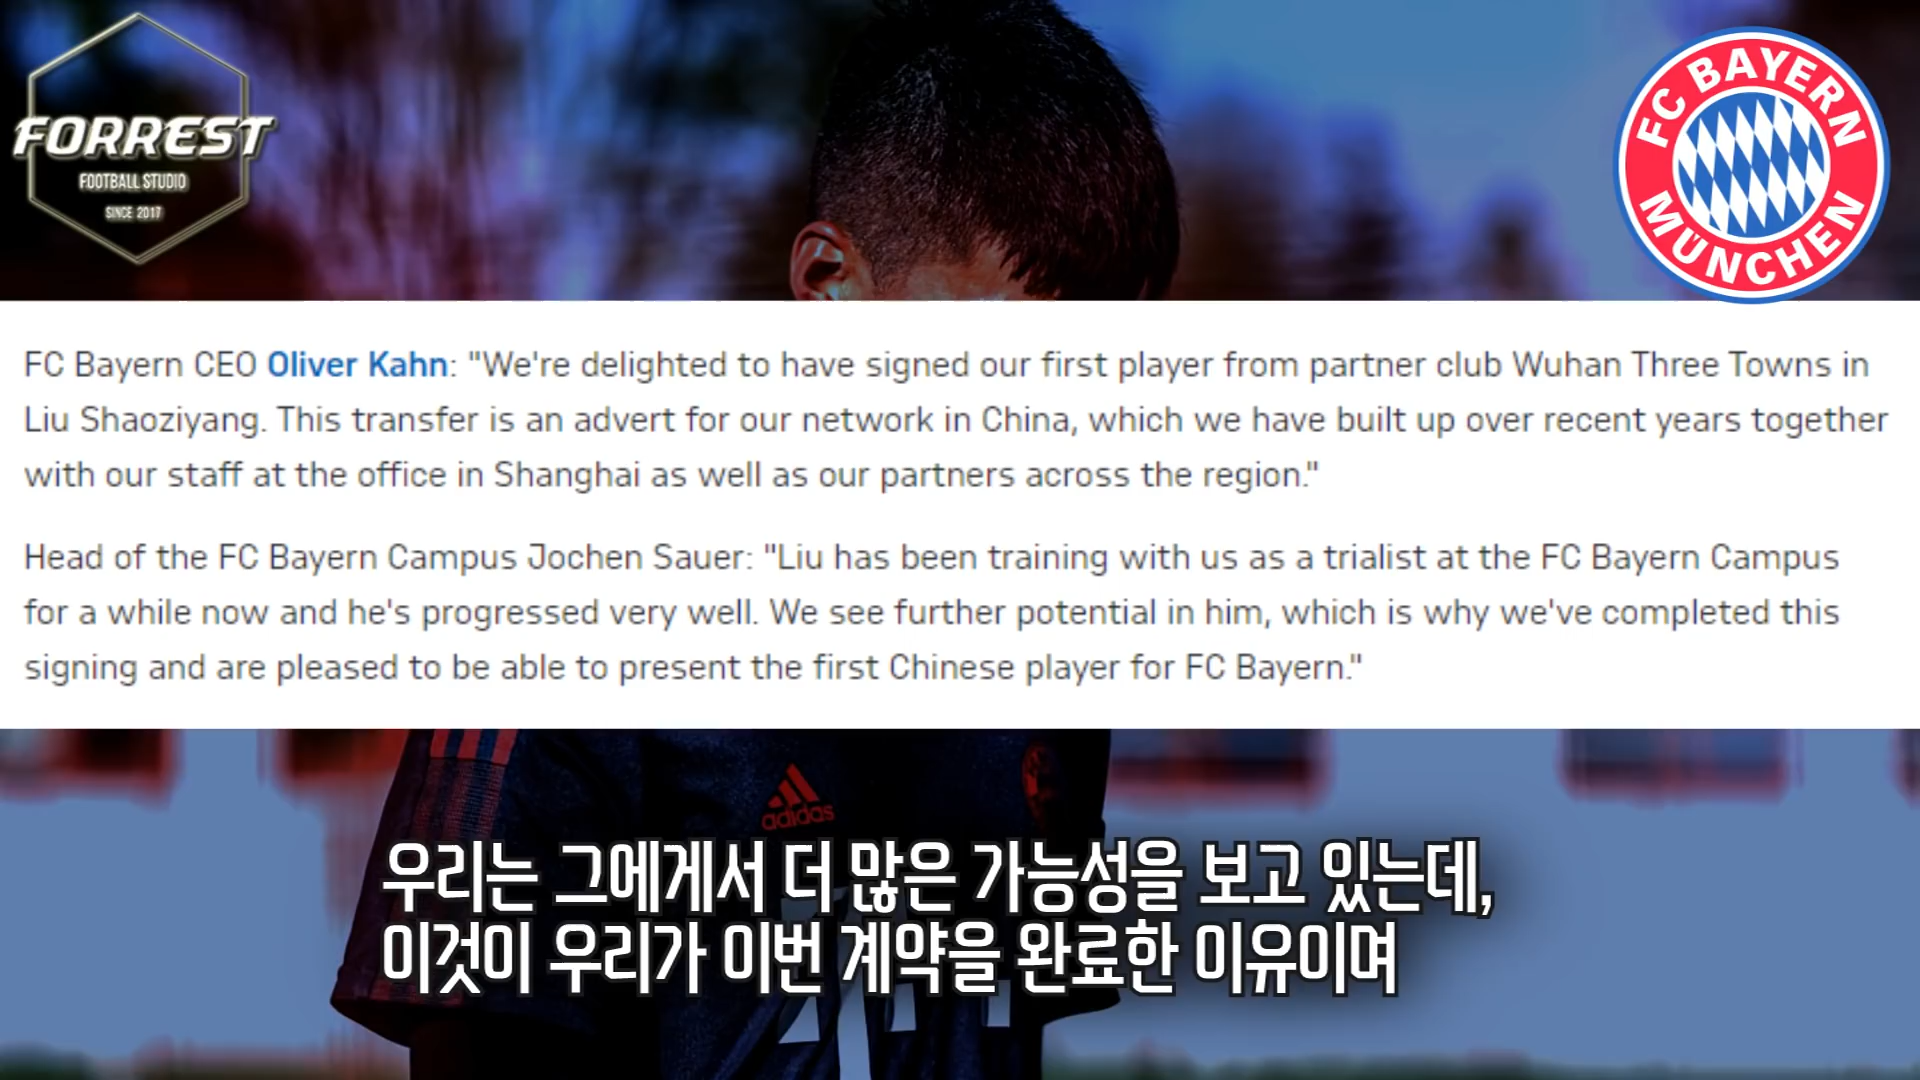 FORREST
FOOTBALL STUDIO
SINCE 2017
FC BAYERN
MÜNCHEN
FC Bayern CEO Oliver Kahn: "We're delighted to have signed our first player from partner club Wuhan Three Towns in
Liu Shaoziyang. This transfer is an advert for our network in China, which we have built up over recent years together
with our staff at the office in Shanghai as well as our partners across the region."
Head of the FC Bayern Campus Jochen Sauer: "Liu has been training with us as a trialist at the FC Bayern Campus
for a while now and he's progressed very well. We see further potential in him, which is why we've completed this
signing and are pleased to be able to present the first Chinese player for FC Bayern."
adidas
우리는 그에게서 더 많은 가능성을 보고 있는데,
이것이 우리가 이번 계약을 완료한 이유이며